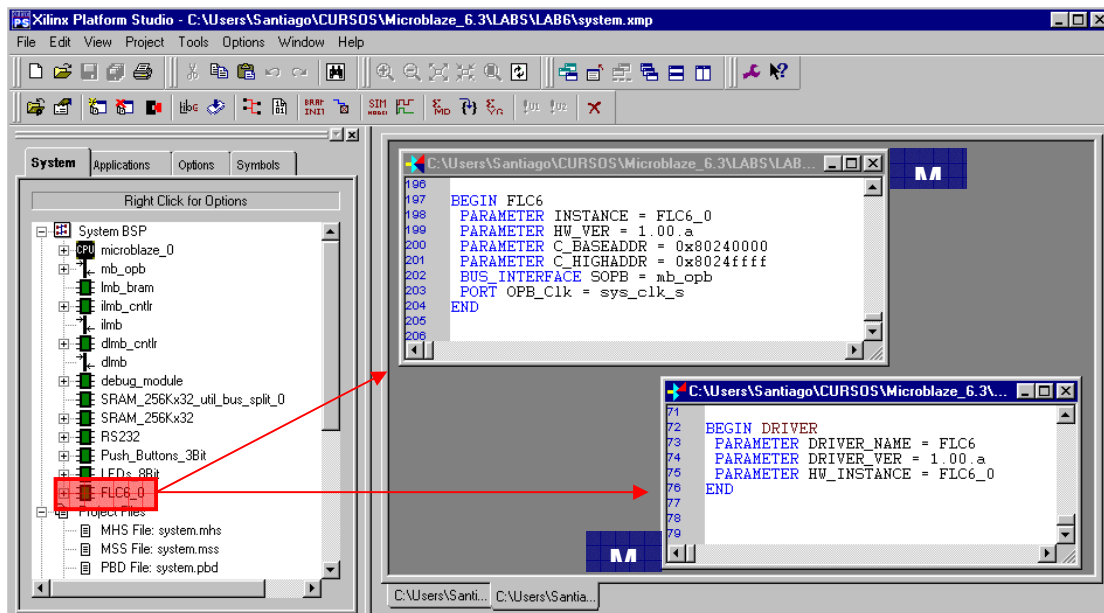 Xilinx Platform Studio - C:\Users\Santiago\CURSOS\Microblaze_6.3\LABS\LAB6\system.xmp
File Edit View Project Tools Options Window Help
System Applications Options Symbols
Right Click for Options
System BSP
CPU microblaze_0
mb_opb
lmb_bram
ilmb_cntlr
ilmb
dlmb_cntlr
dlmb
debug_module
SRAM_256Kx32_util_bus_split_0
SRAM_256Kx32
RS232
Push_Buttons_3Bit
LEDs_8Bit
FLC6_0
Project Files
MHS File: system.mhs
MSS File: system.mss
PBD File: system.pbd
C:\Users\Santiago\CURSOS\Microblaze_6.3\LABS\LAB...
196
197 BEGIN FLC6
198 PARAMETER INSTANCE = FLC6_0
199 PARAMETER HW_VER = 1.00.a
200 PARAMETER C_BASEADDR = 0x80240000
201 PARAMETER C_HIGHADDR = 0x8024ffff
202 BUS_INTERFACE SOPB = mb_opb
203 PORT OPB_Clk = sys_clk_s
204 END
205
206
M
C:\Users\Santiago\CURSOS\Microblaze_6.3\...
71
72 BEGIN DRIVER
73 PARAMETER DRIVER_NAME = FLC6
74 PARAMETER DRIVER_VER = 1.00.a
75 PARAMETER HW_INSTANCE = FLC6_0
76 END
77
78
79
M
C:\Users\Santi... C:\Users\Santia...